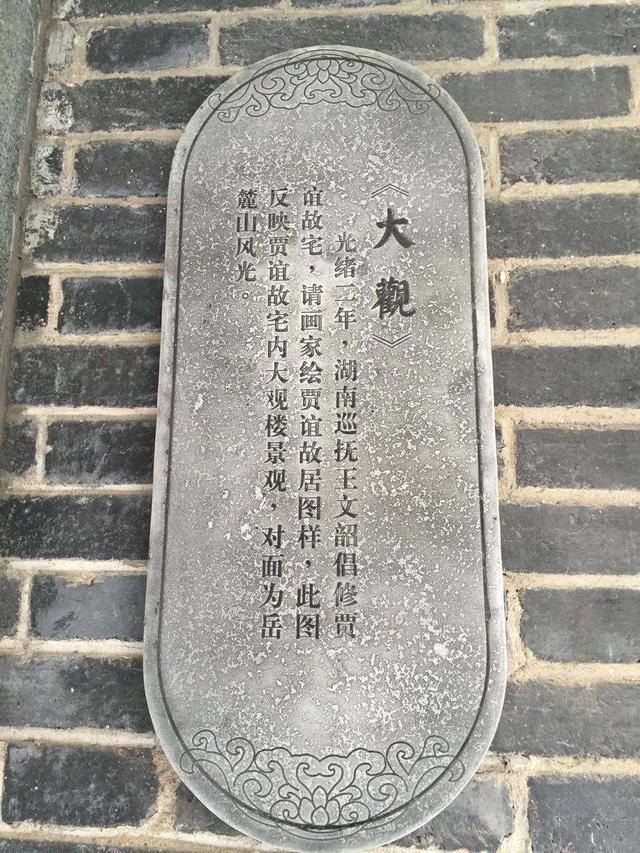 《大觀》
光绪二年，湖南巡抚王文韶倡修贾
谊故宅，请画家绘贾谊故居图样，此图
反映贾谊故宅内大观楼景观，对面为岳
麓山风光。